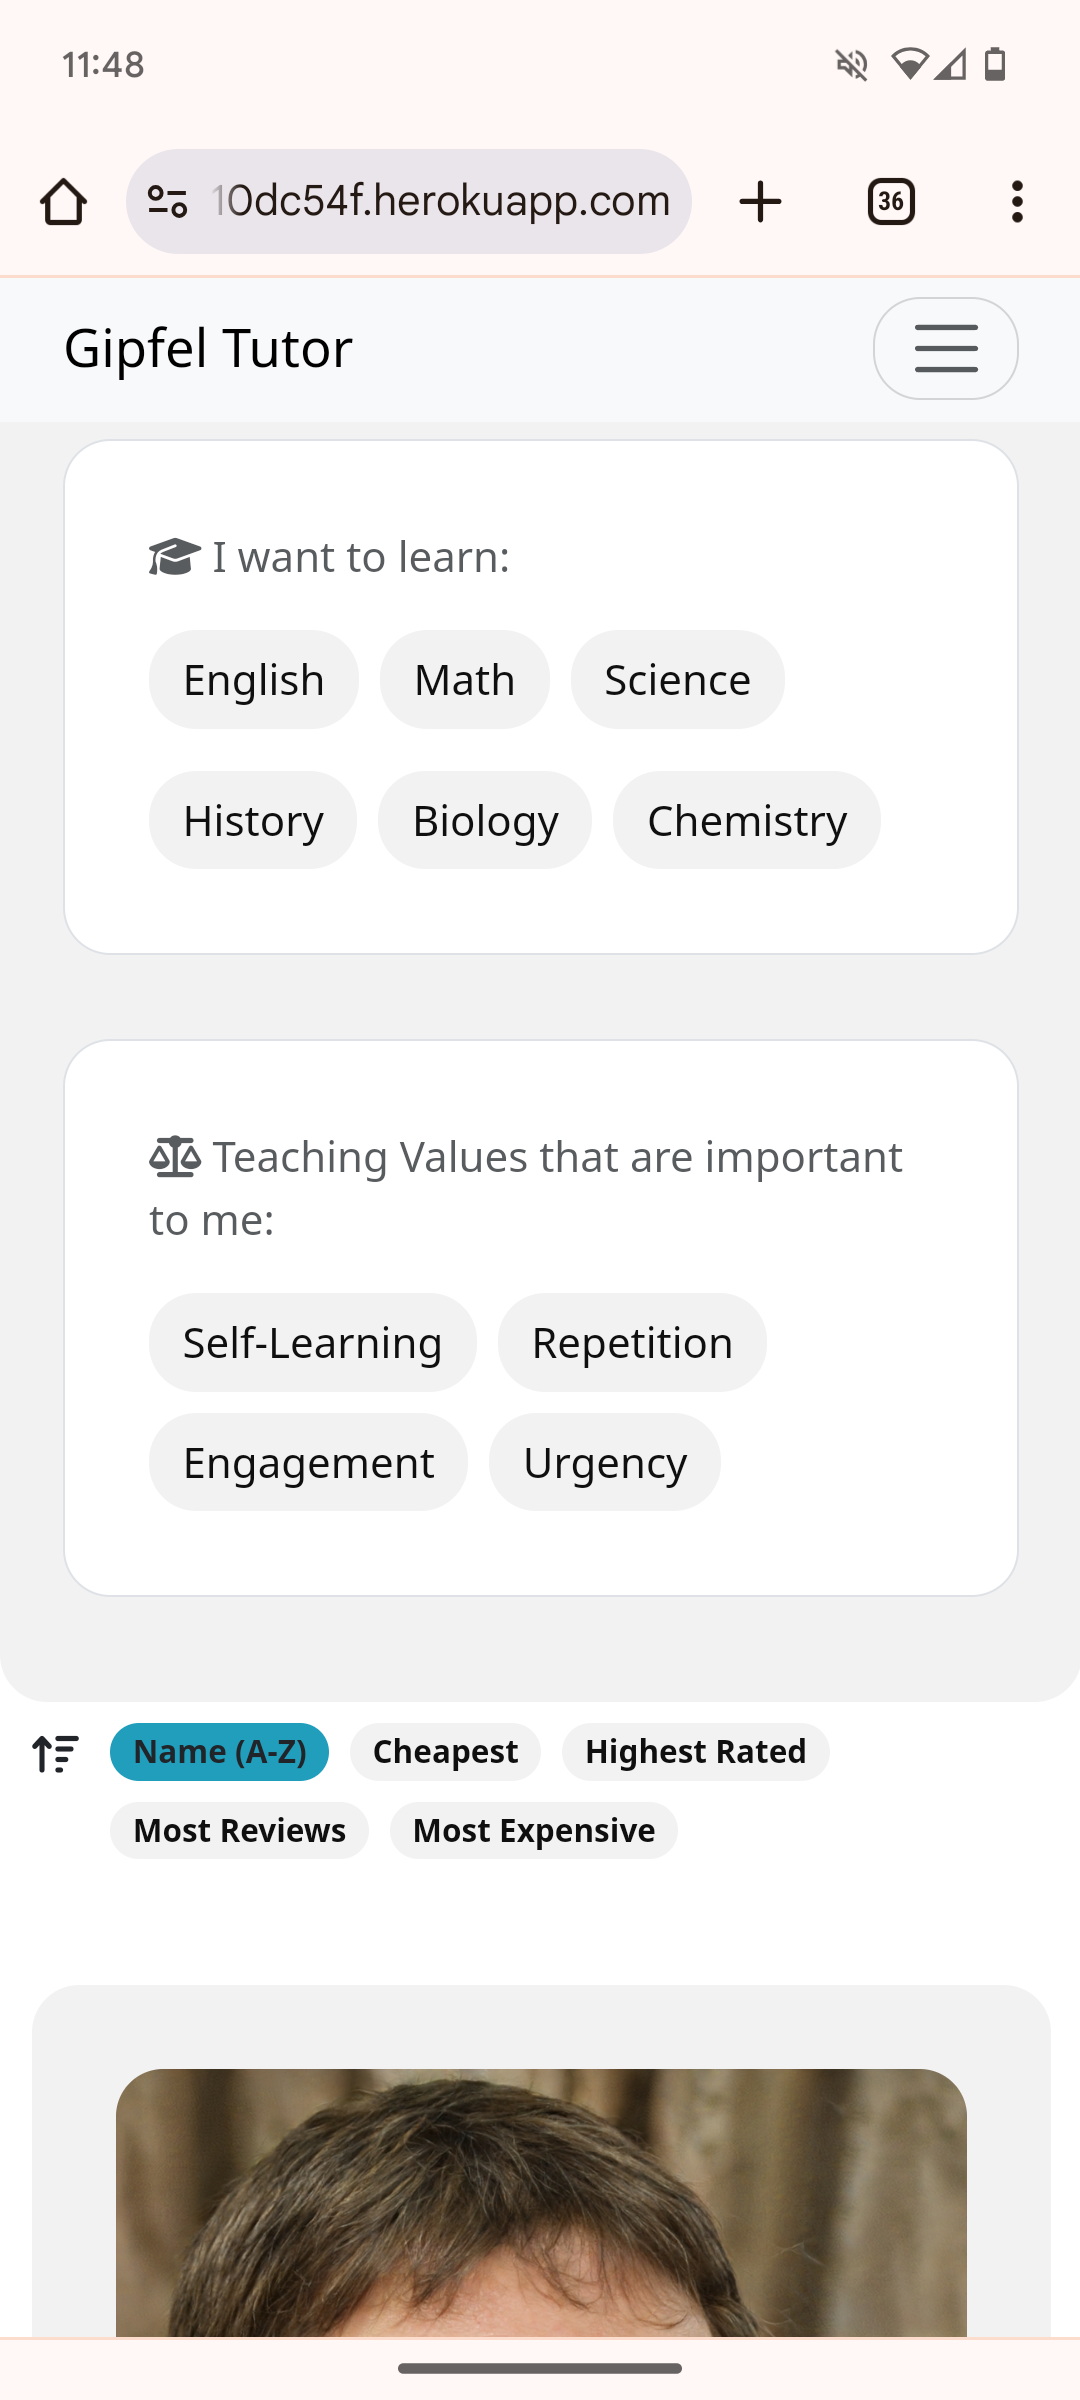 11:48
10dc54f.herokuapp.com
36
Gipfel Tutor
I want to learn:
English Math Science
History Biology Chemistry
Teaching Values that are important
to me:
Self-Learning Repetition
Engagement Urgency
Name (A-Z) Cheapest Highest Rated
Most Reviews Most Expensive